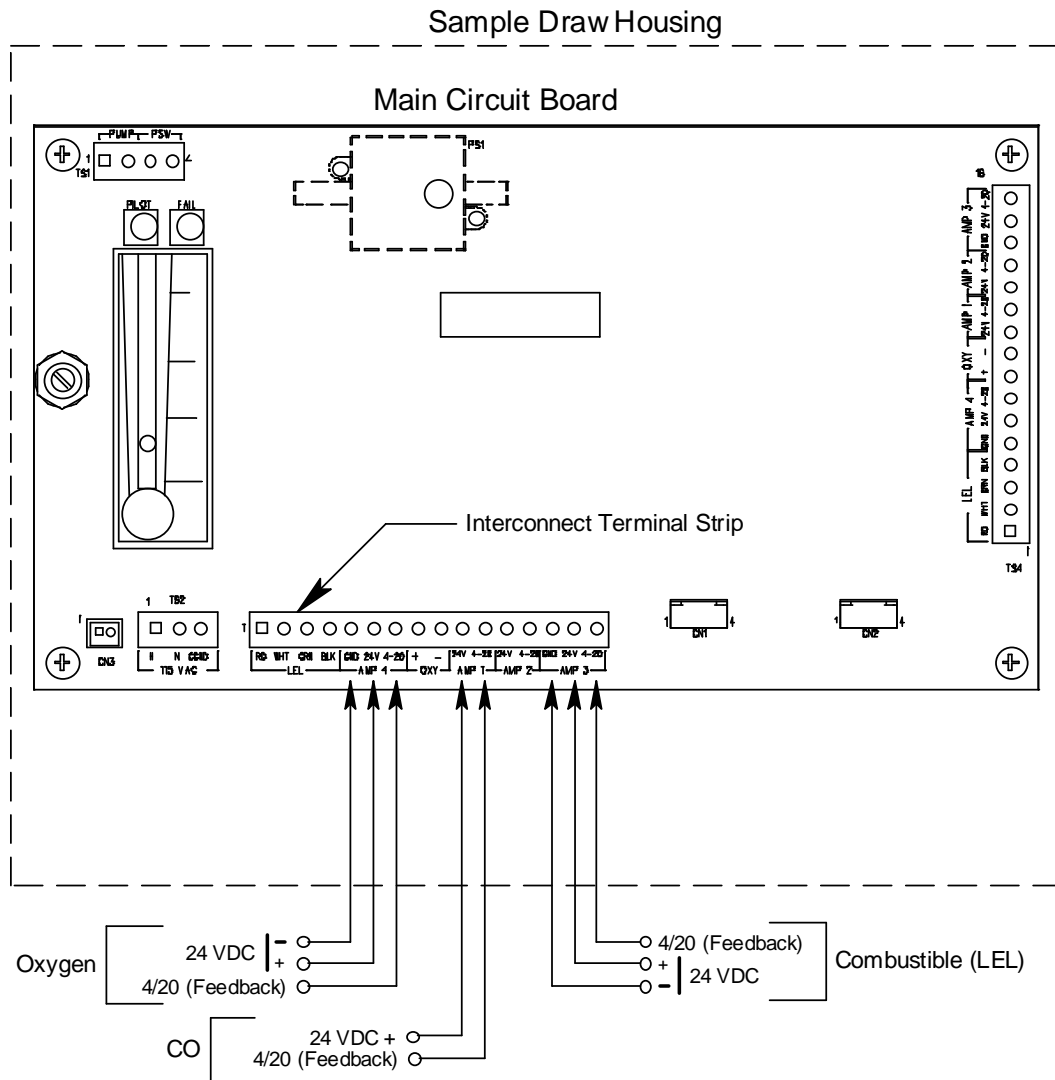 Sample Draw Housing
Main Circuit Board
PUMP PSW
1
TS1
PS1
PILOT FAIL
16
AMP 3 4-20 24V GND
AMP 2 4-20 24V
AMP 1 4-20 24V
OXY - +
AMP 4 4-20 24V GND
LEL BLK GRN WHT RD
1
TS4
Interconnect Terminal Strip
1 TB2
H N GND
115 VAC
1
CN3
1
RD WHT GRN BLK GND 24V 4-20 + - 24V 4-20 24V 4-20 GND 24V 4-20
LEL AMP 4 OXY AMP 1 AMP 2 AMP 3
1 CN1 4
1 CN2 4
Oxygen
24 VDC - +
4/20 (Feedback)
CO
24 VDC +
4/20 (Feedback)
4/20 (Feedback)
+ - 24 VDC
Combustible (LEL)